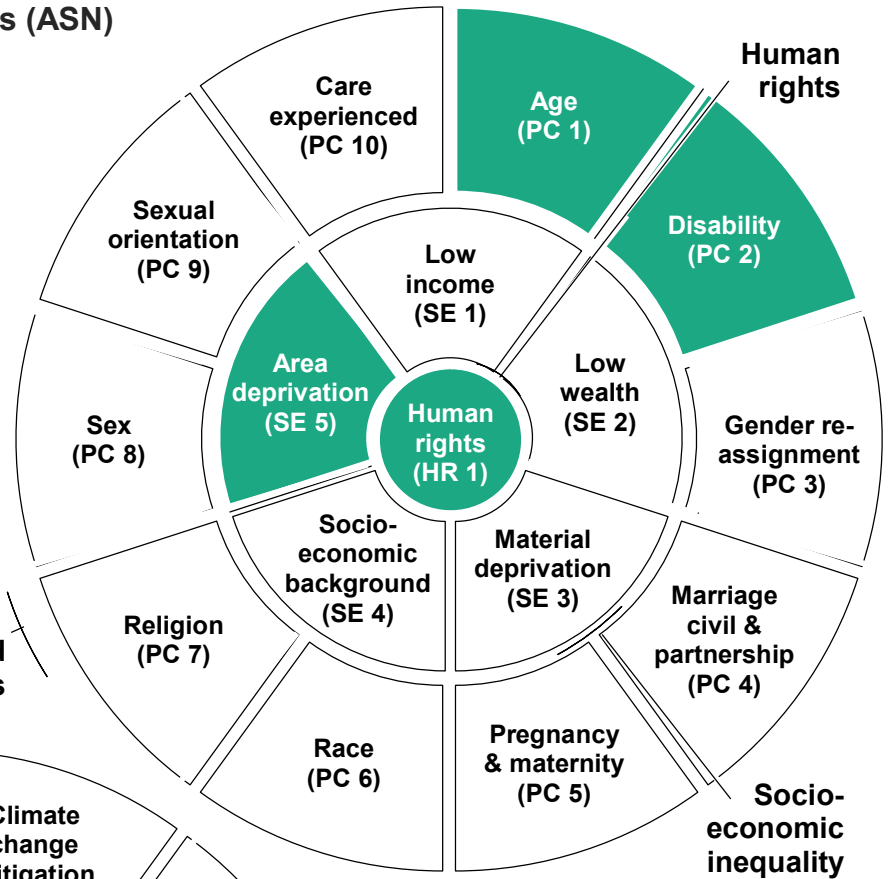 s (ASN)
Human
rights
Care
experienced
(PC 10)
Age
(PC 1)
Disability
(PC 2)
Sexual
orientation
(PC 9)
Low
income
(SE 1)
Low
wealth
(SE 2)
Area
deprivation
(SE 5)
Human
rights
(HR 1)
Sex
(PC 8)
Gender re-
assignment
(PC 3)
Socio-
economic
background
(SE 4)
Material
deprivation
(SE 3)
Marriage
civil &
partnership
(PC 4)
Religion
(PC 7)
s
Race
(PC 6)
Pregnancy
& maternity
(PC 5)
Socio-
economic
inequality
Climate
change
itigation